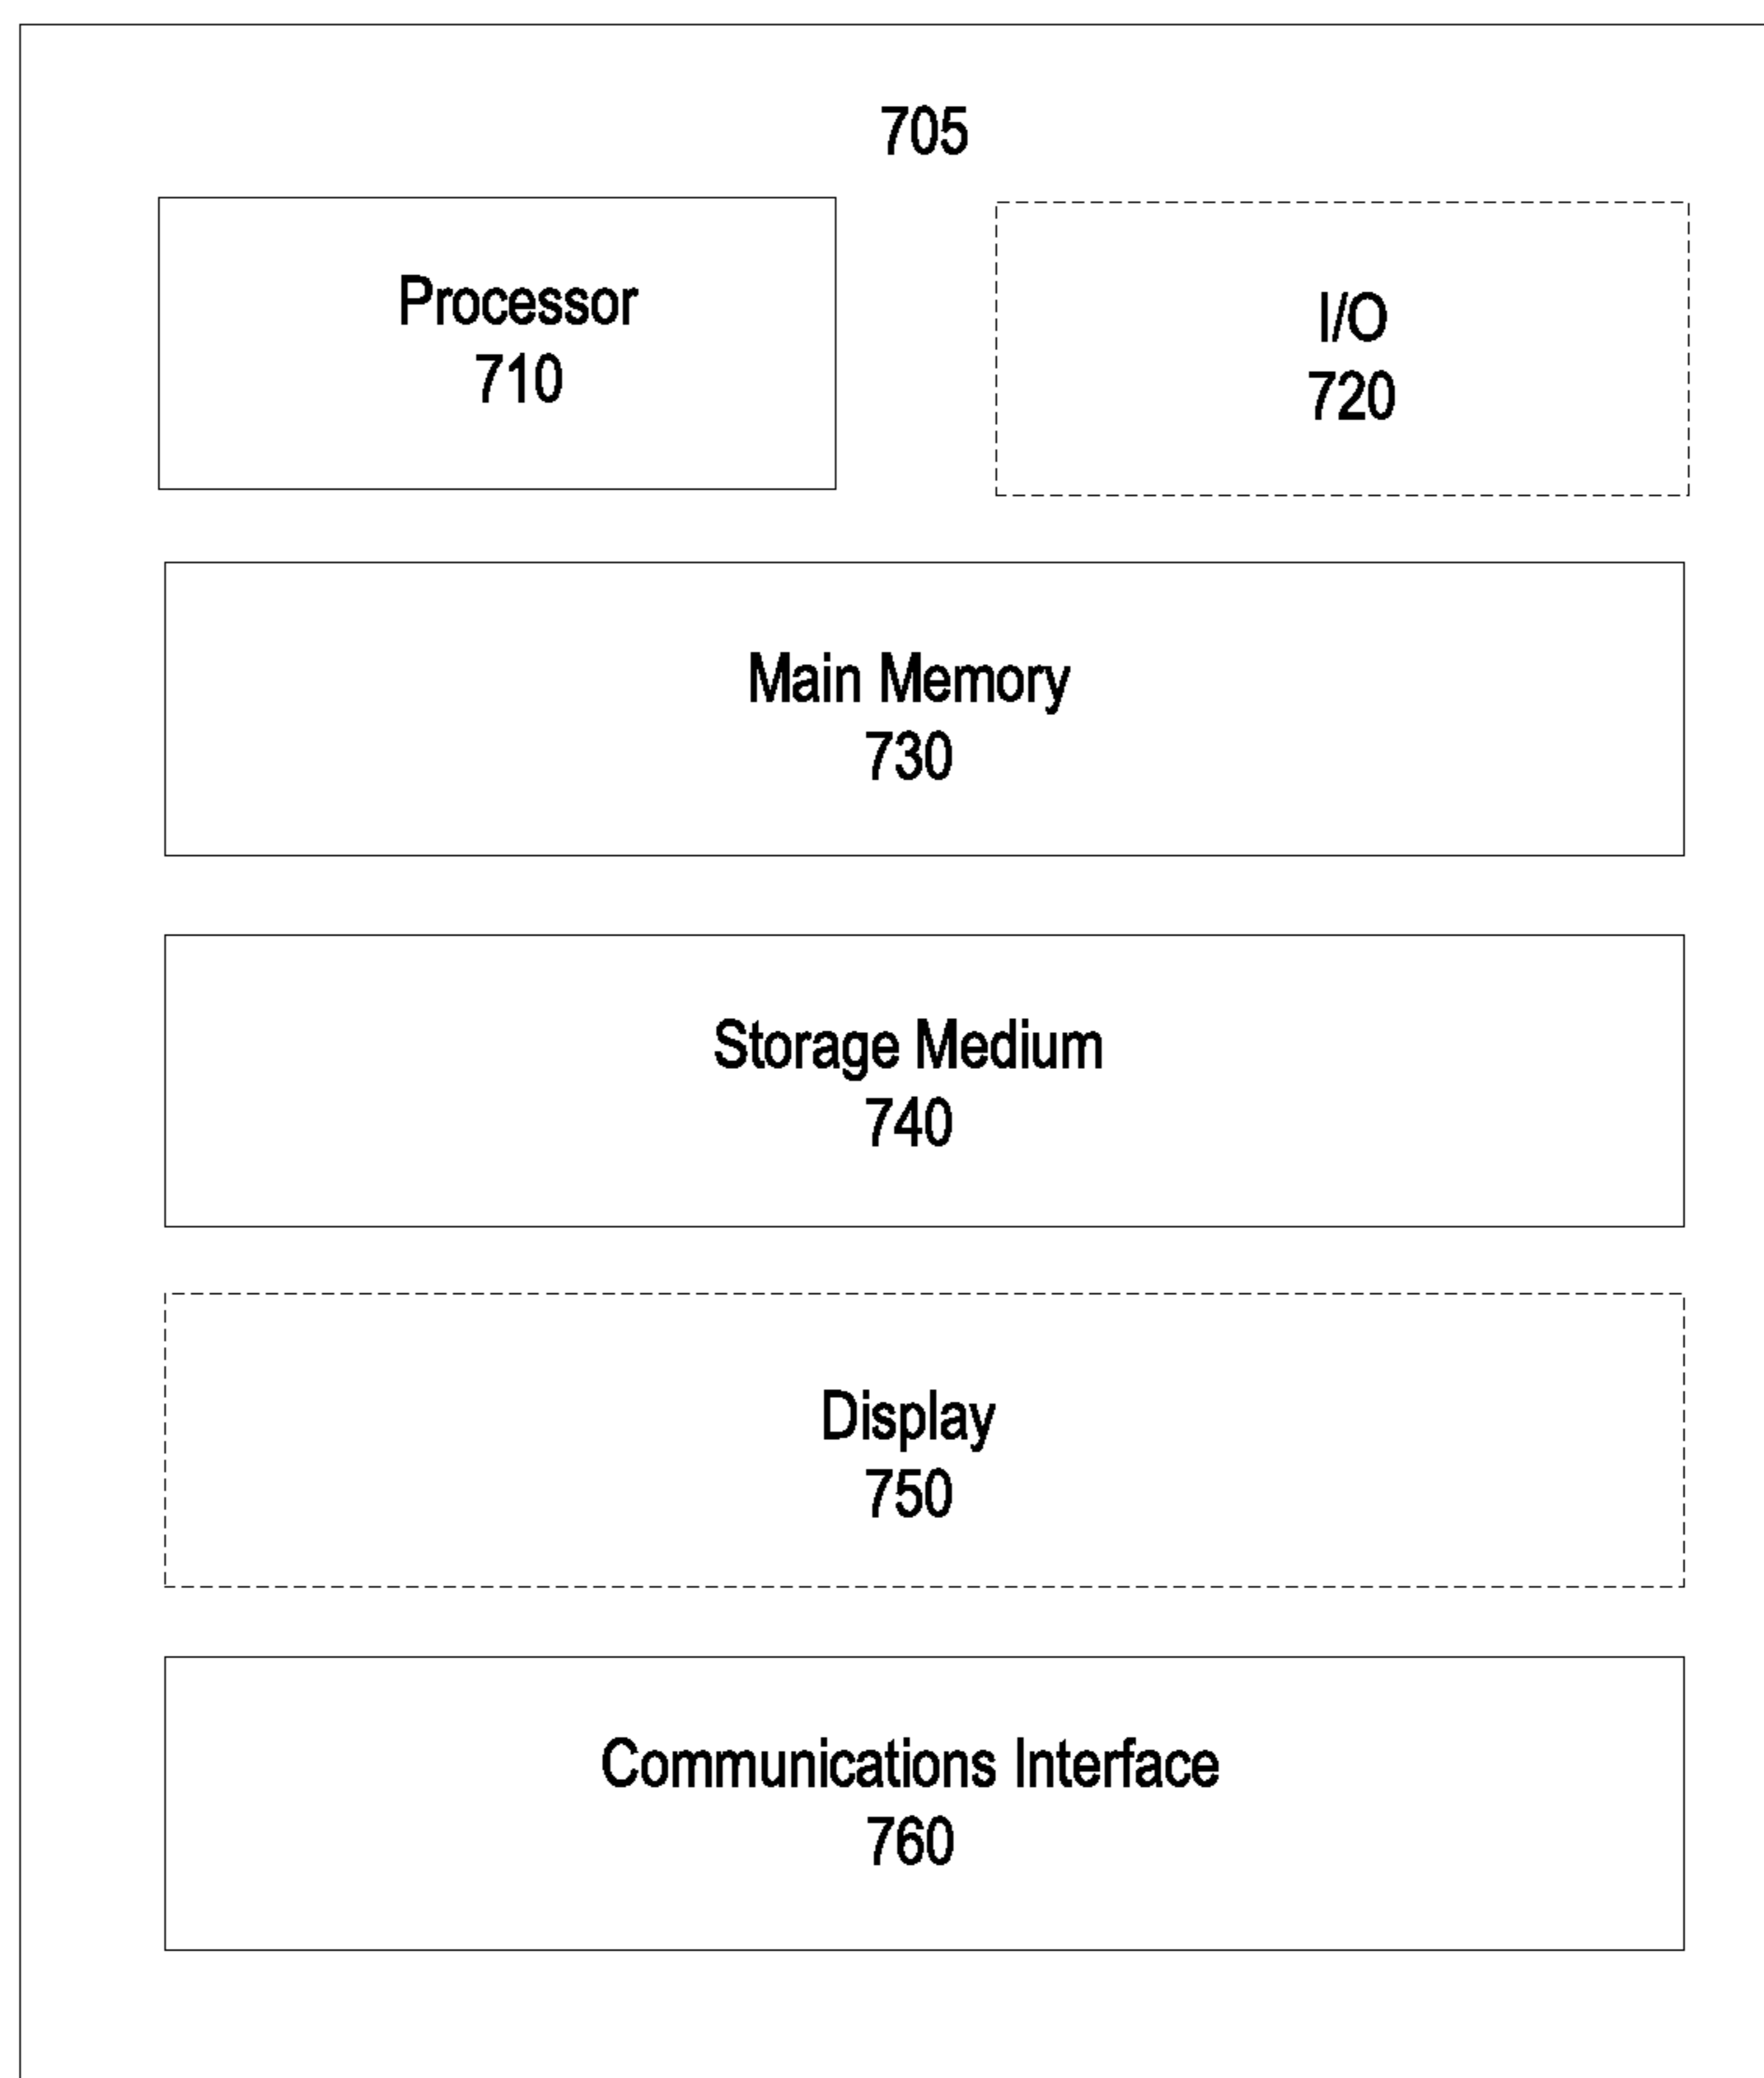 705
Processor
710
I/O
720
Main Memory
730
Storage Medium
740
Display
750
Communications Interface
760